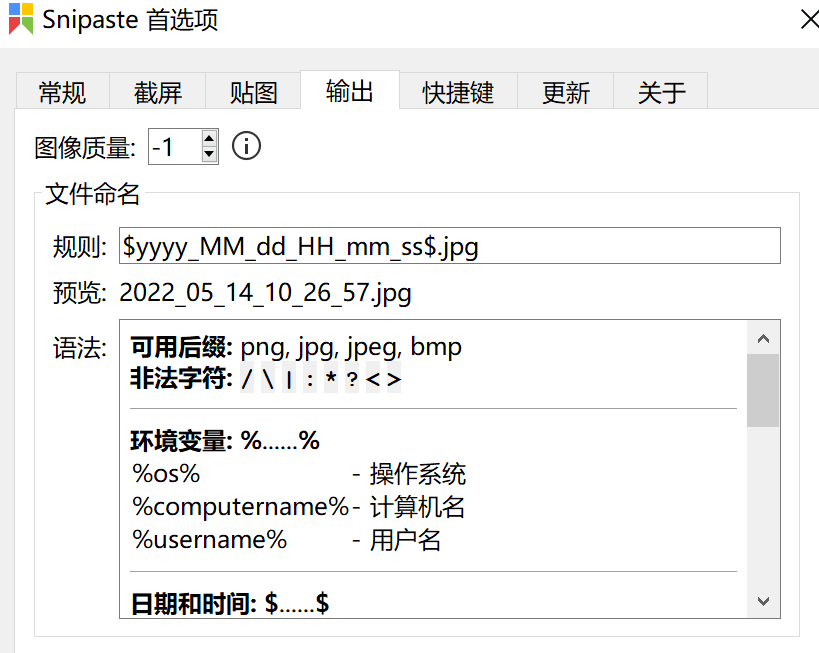 Snipaste 首选项
常规 截屏 贴图 输出 快捷键 更新 关于
图像质量: -1
文件命名
规则: $yyyy_MM_dd_HH_mm_ss$.jpg
预览: 2022_05_14_10_26_57.jpg
语法: 可用后缀: png, jpg, jpeg, bmp
非法字符: / \ | : * ? < >
环境变量: %......%
%os% - 操作系统
%computername% - 计算机名
%username% - 用户名
日期和时间: $......$